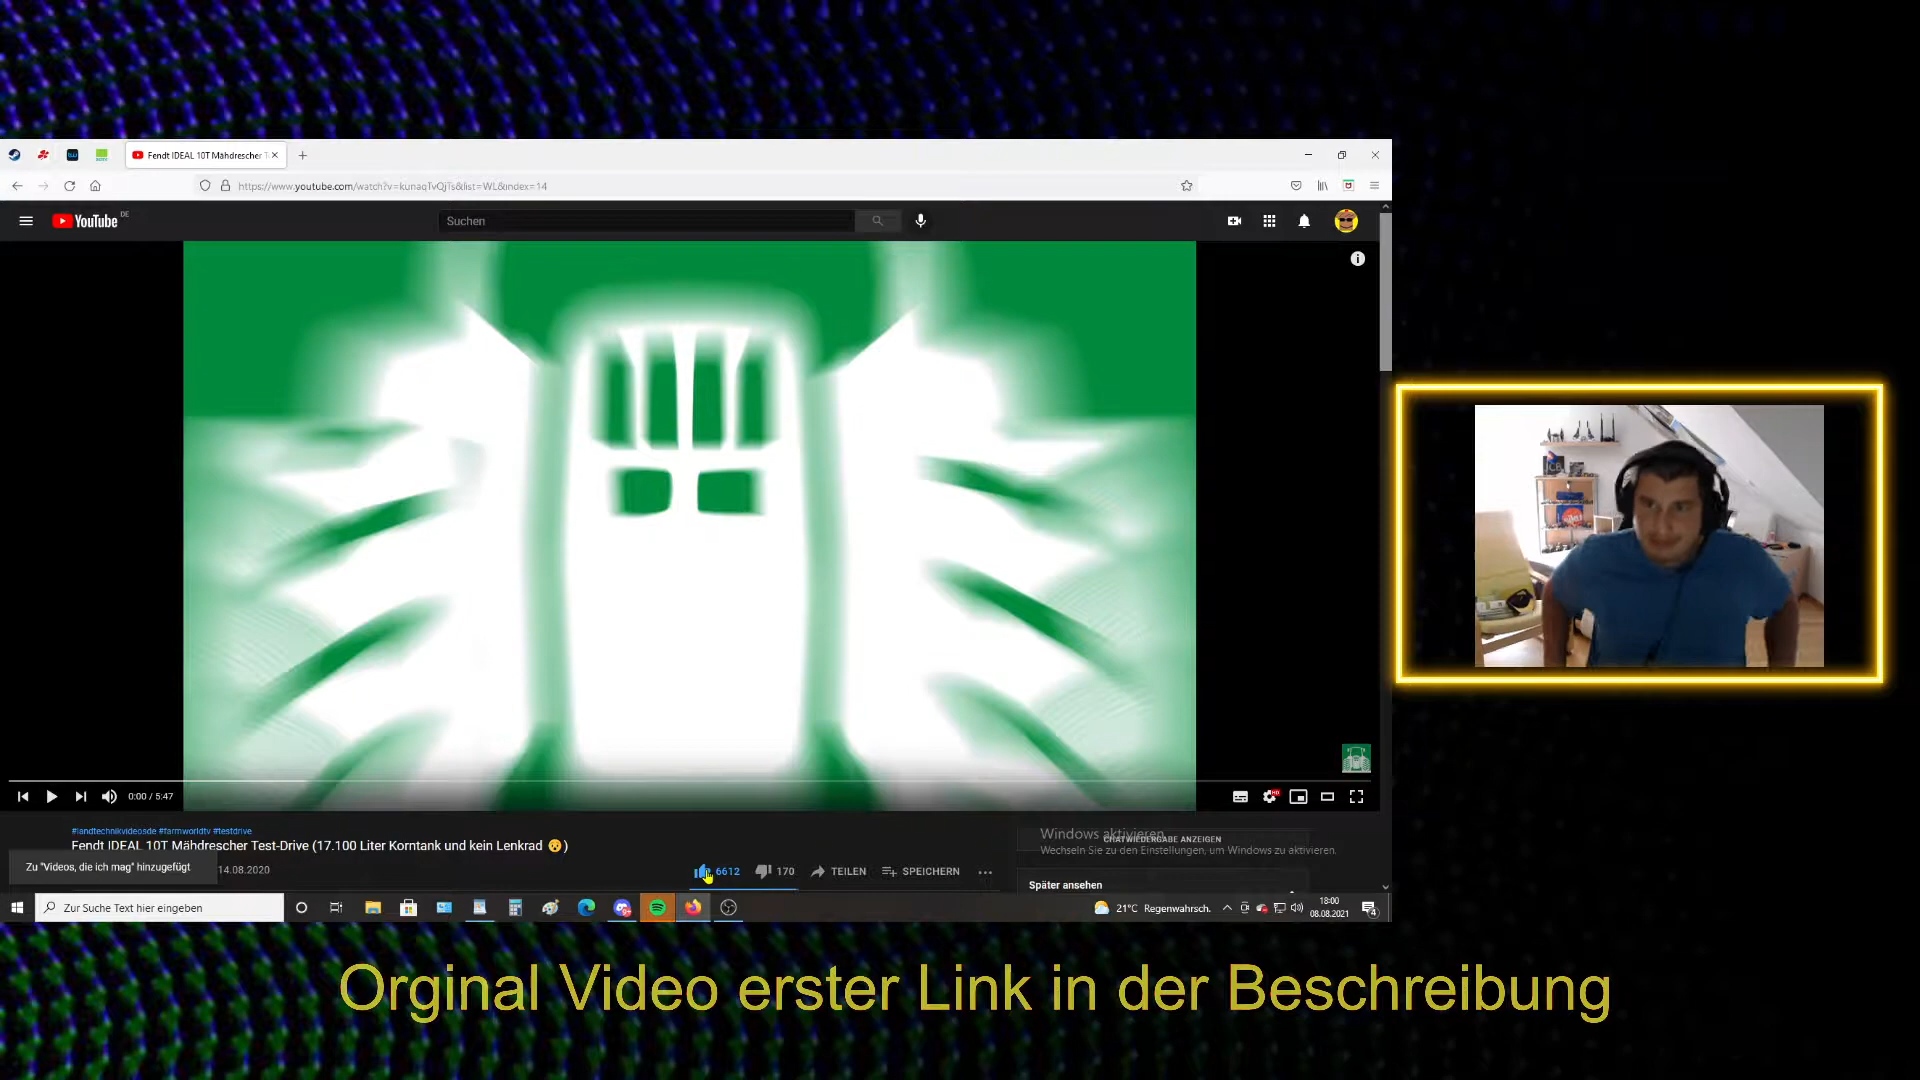 Fendt IDEAL 10T Mähdrescher T
https://www.youtube.com/watch?v=kunaqTvQjTs&list=WL&index=14
YouTube DE
Suchen
0:00 / 5:47
#landtechnikvideosde #farmworldtv #testdrive
Fendt IDEAL 10T Mähdrescher Test-Drive (17.100 Liter Korntank und kein Lenkrad 😯)
Zu "Videos, die ich mag" hinzugefügt
14.08.2020
6612
170
TEILEN
SPEICHERN
Windows aktivieren
CHATWIEDERGABE ANZEIGEN
Wechseln Sie zu den Einstellungen, um Windows zu aktivieren.
Später ansehen
Zur Suche Text hier eingeben
21°C Regenwahrsch.
18:00
08.08.2021
4
Orginal Video erster Link in der Beschreibung